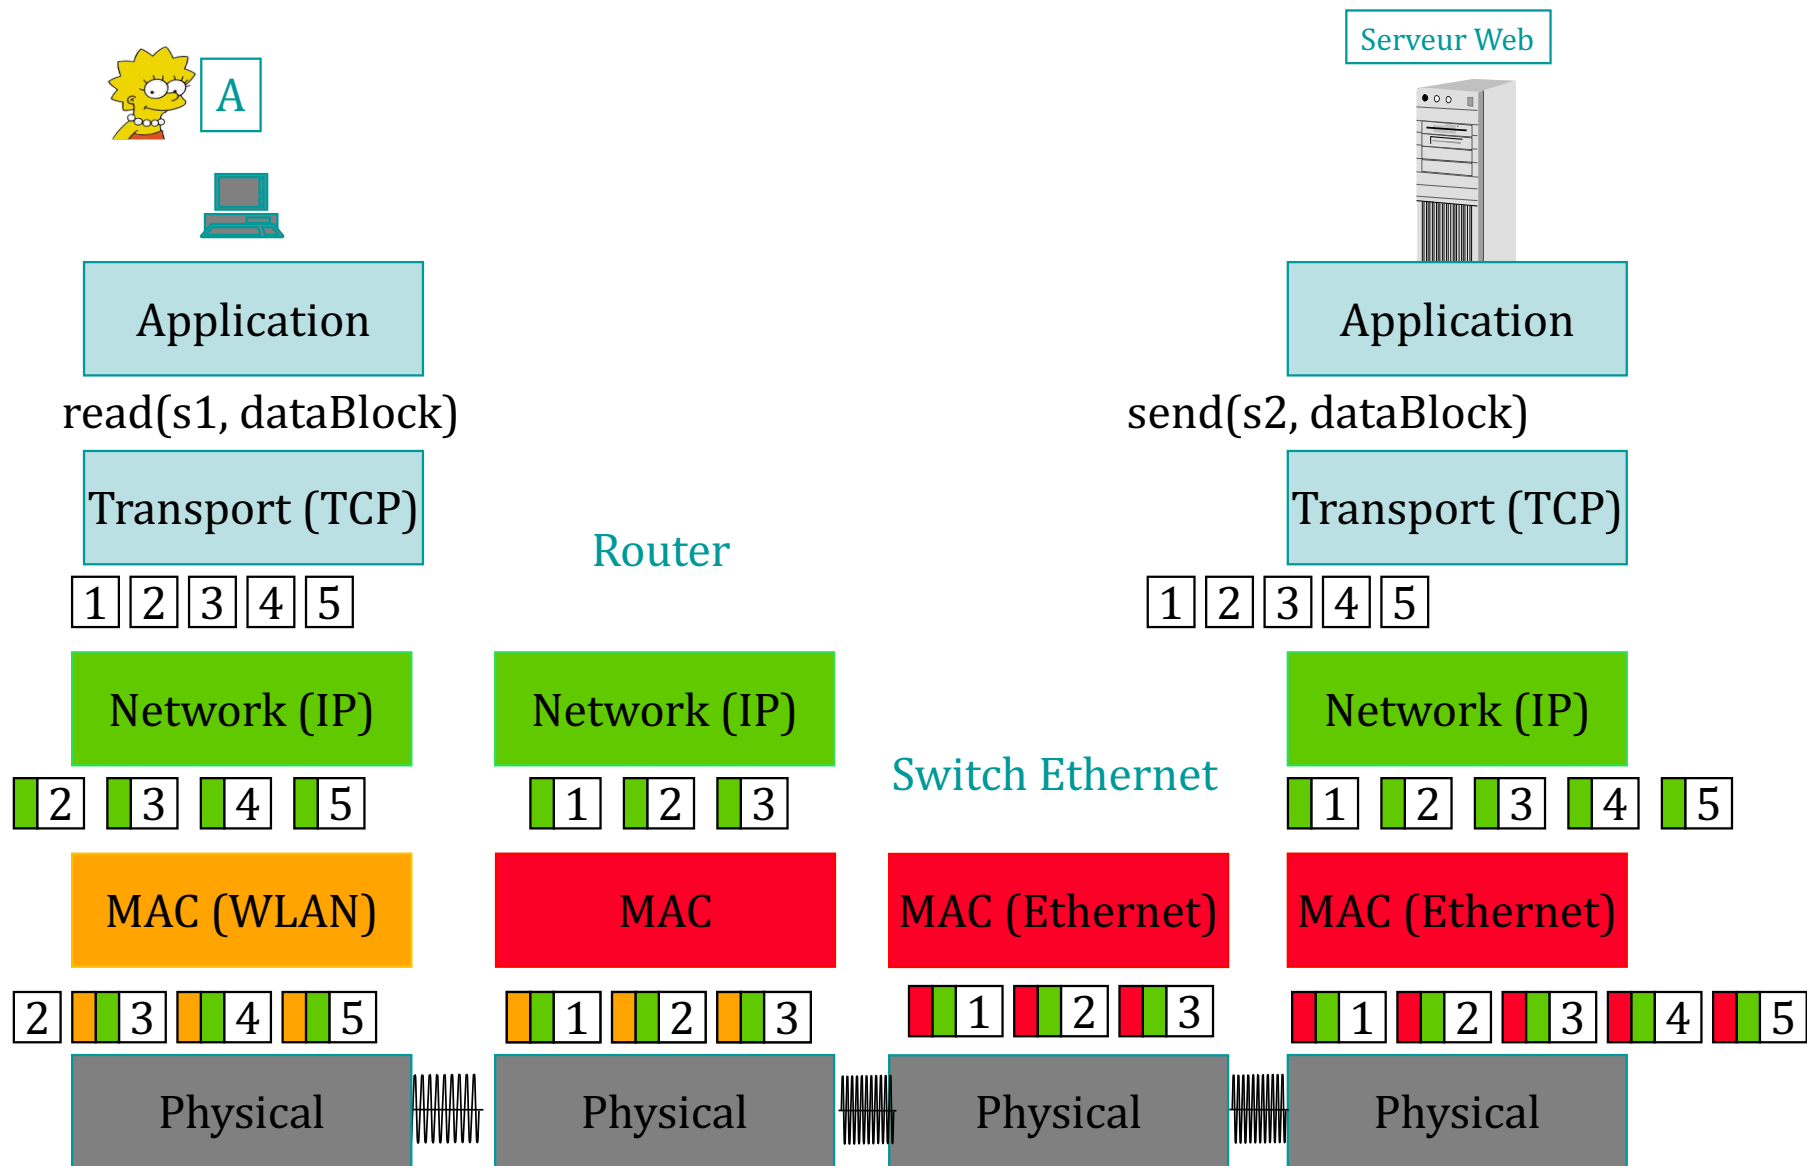 Serveur Web
A
Application
Application
read(s1, dataBlock)
send(s2, dataBlock)
Transport (TCP)
Transport (TCP)
Router
1 2 3 4 5
1 2 3 4 5
Network (IP)
Network (IP)
Network (IP)
Switch Ethernet
2 3 4 5
1 2 3
1 2 3 4 5
MAC (WLAN)
MAC
MAC (Ethernet)
MAC (Ethernet)
2 3 4 5
1 2 3
1 2 3
1 2 3 4 5
Physical
Physical
Physical
Physical